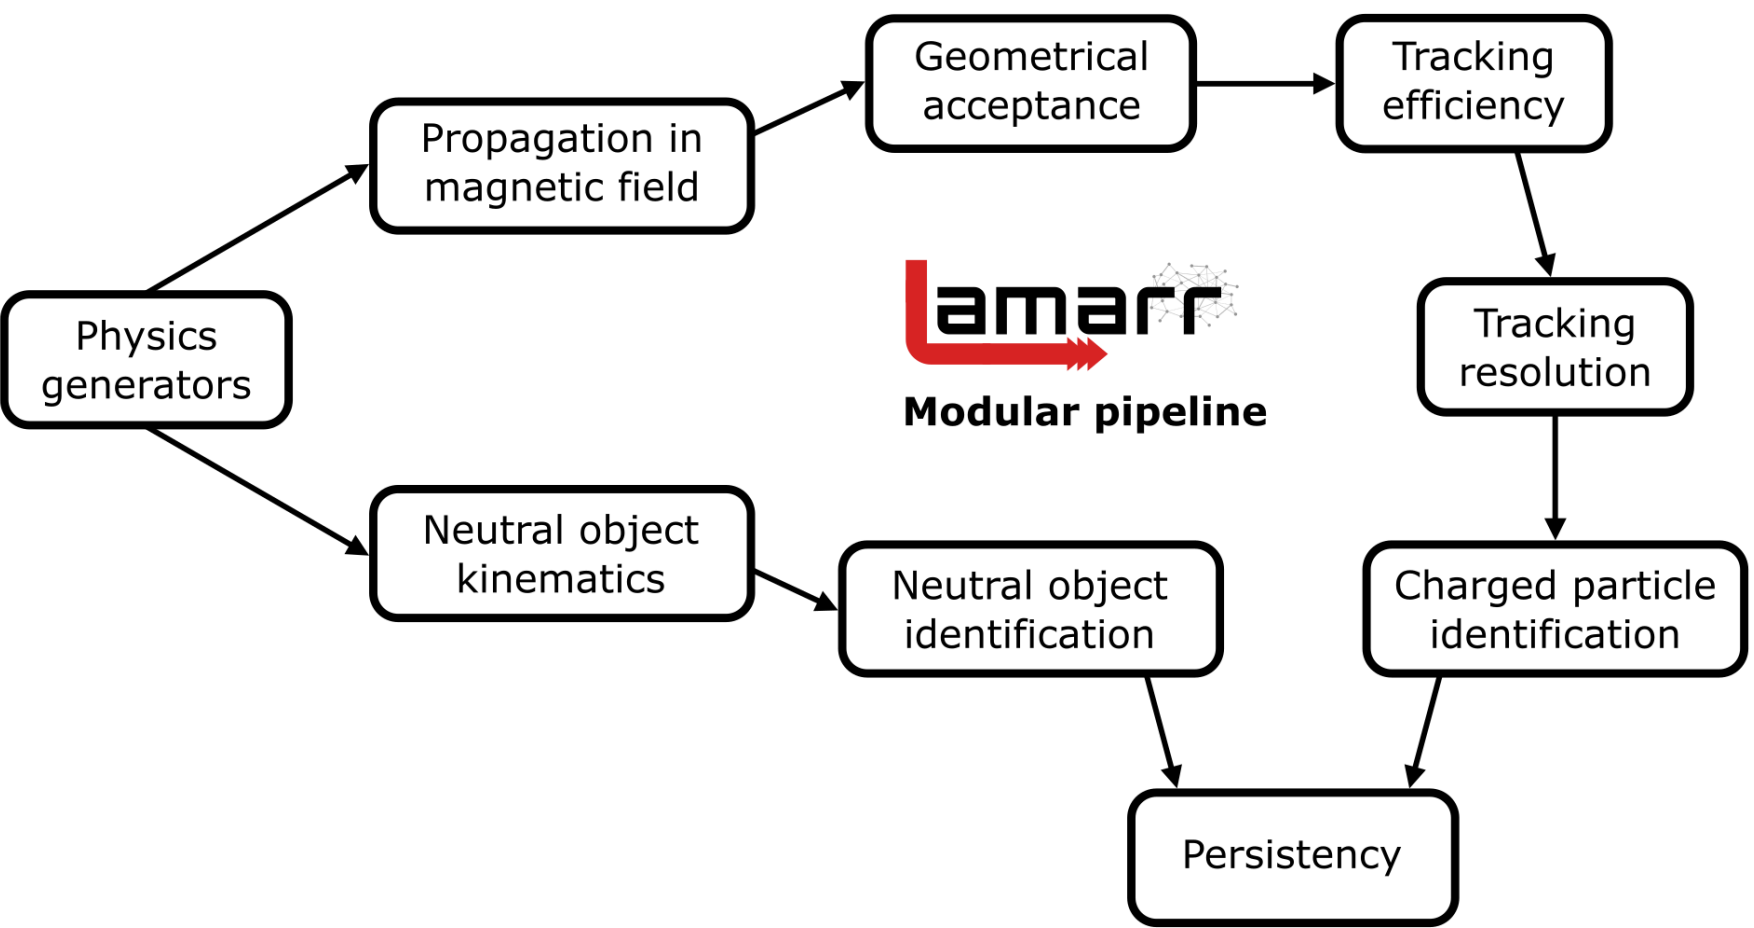 Geometrical
acceptance
Tracking
efficiency
Propagation in
magnetic field
Physics
generators
Lamarr
Modular pipeline
Tracking
resolution
Neutral object
kinematics
Neutral object
identification
Charged particle
identification
Persistency